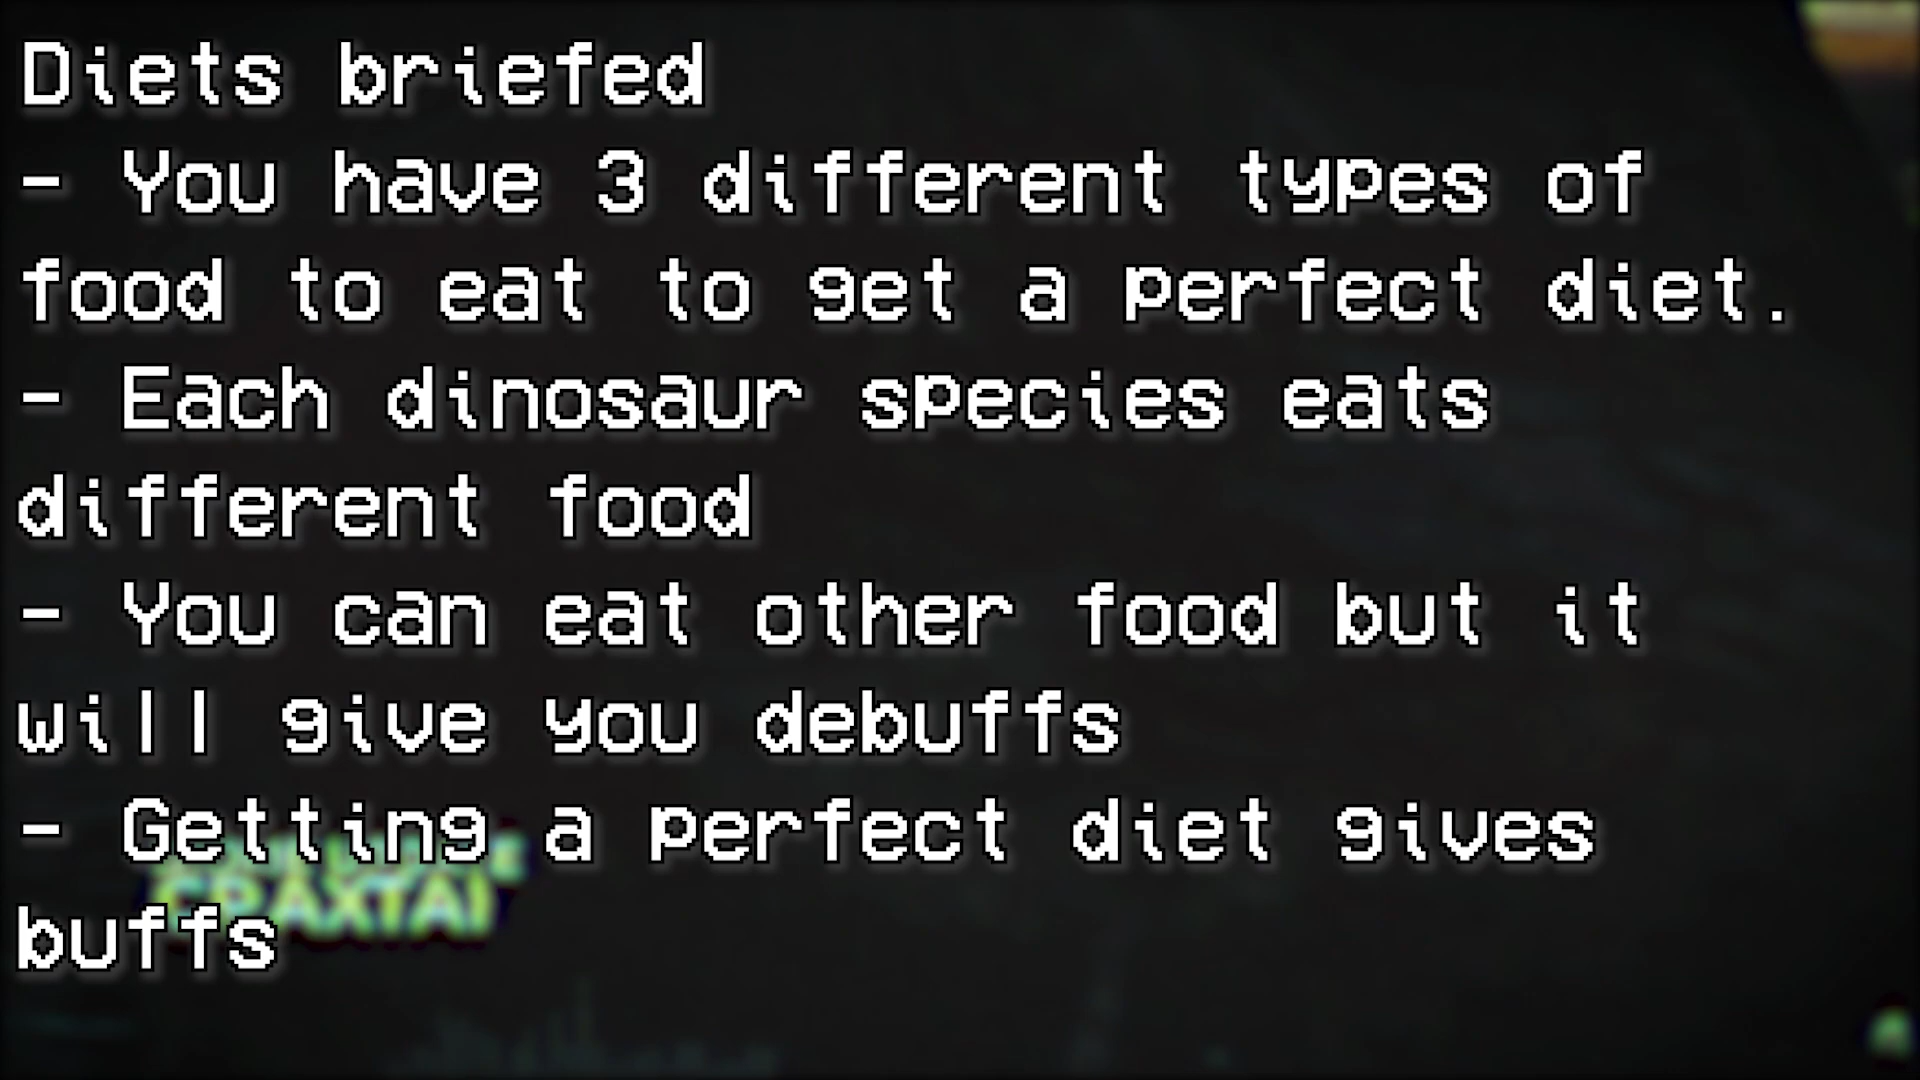 Diets briefed
- You have 3 different types of
food to eat to get a perfect diet.
- Each dinosaur species eats
different food
- You can eat other food but it
will give you debuffs
- Getting a perfect diet gives
buffs